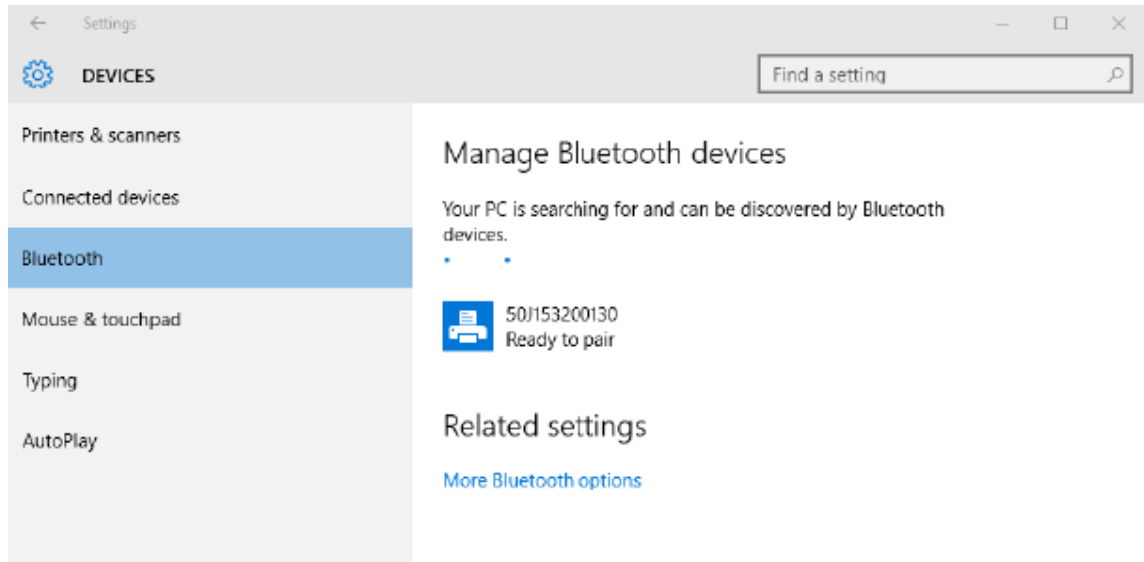 Settings
DEVICES
Find a setting
Printers & scanners
Connected devices
Bluetooth
Mouse & touchpad
Typing
AutoPlay
Manage Bluetooth devices
Your PC is searching for and can be discovered by Bluetooth
devices.
50J153200130
Ready to pair
Related settings
More Bluetooth options